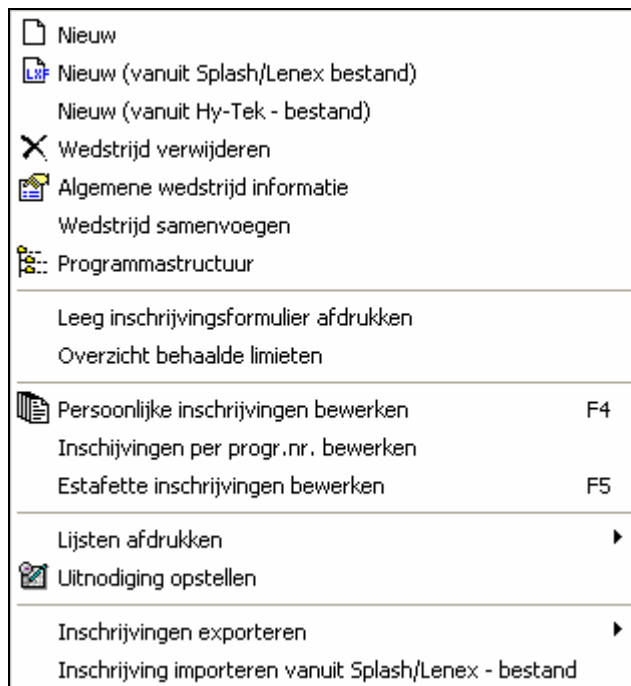 Nieuw
LXF Nieuw (vanuit Splash/Lenex bestand)
Nieuw (vanuit Hy-Tek - bestand)
Wedstrijd verwijderen
Algemene wedstrijd informatie
Wedstrijd samenvoegen
Programmastructuur
Leeg inschrijvingsformulier afdrukken
Overzicht behaalde limieten
Persoonlijke inschrijvingen bewerken F4
Inschijvingen per progr.nr. bewerken
Estafette inschrijvingen bewerken F5
Lijsten afdrukken
Uitnodiging opstellen
Inschrijvingen exporteren
Inschrijving importeren vanuit Splash/Lenex - bestand